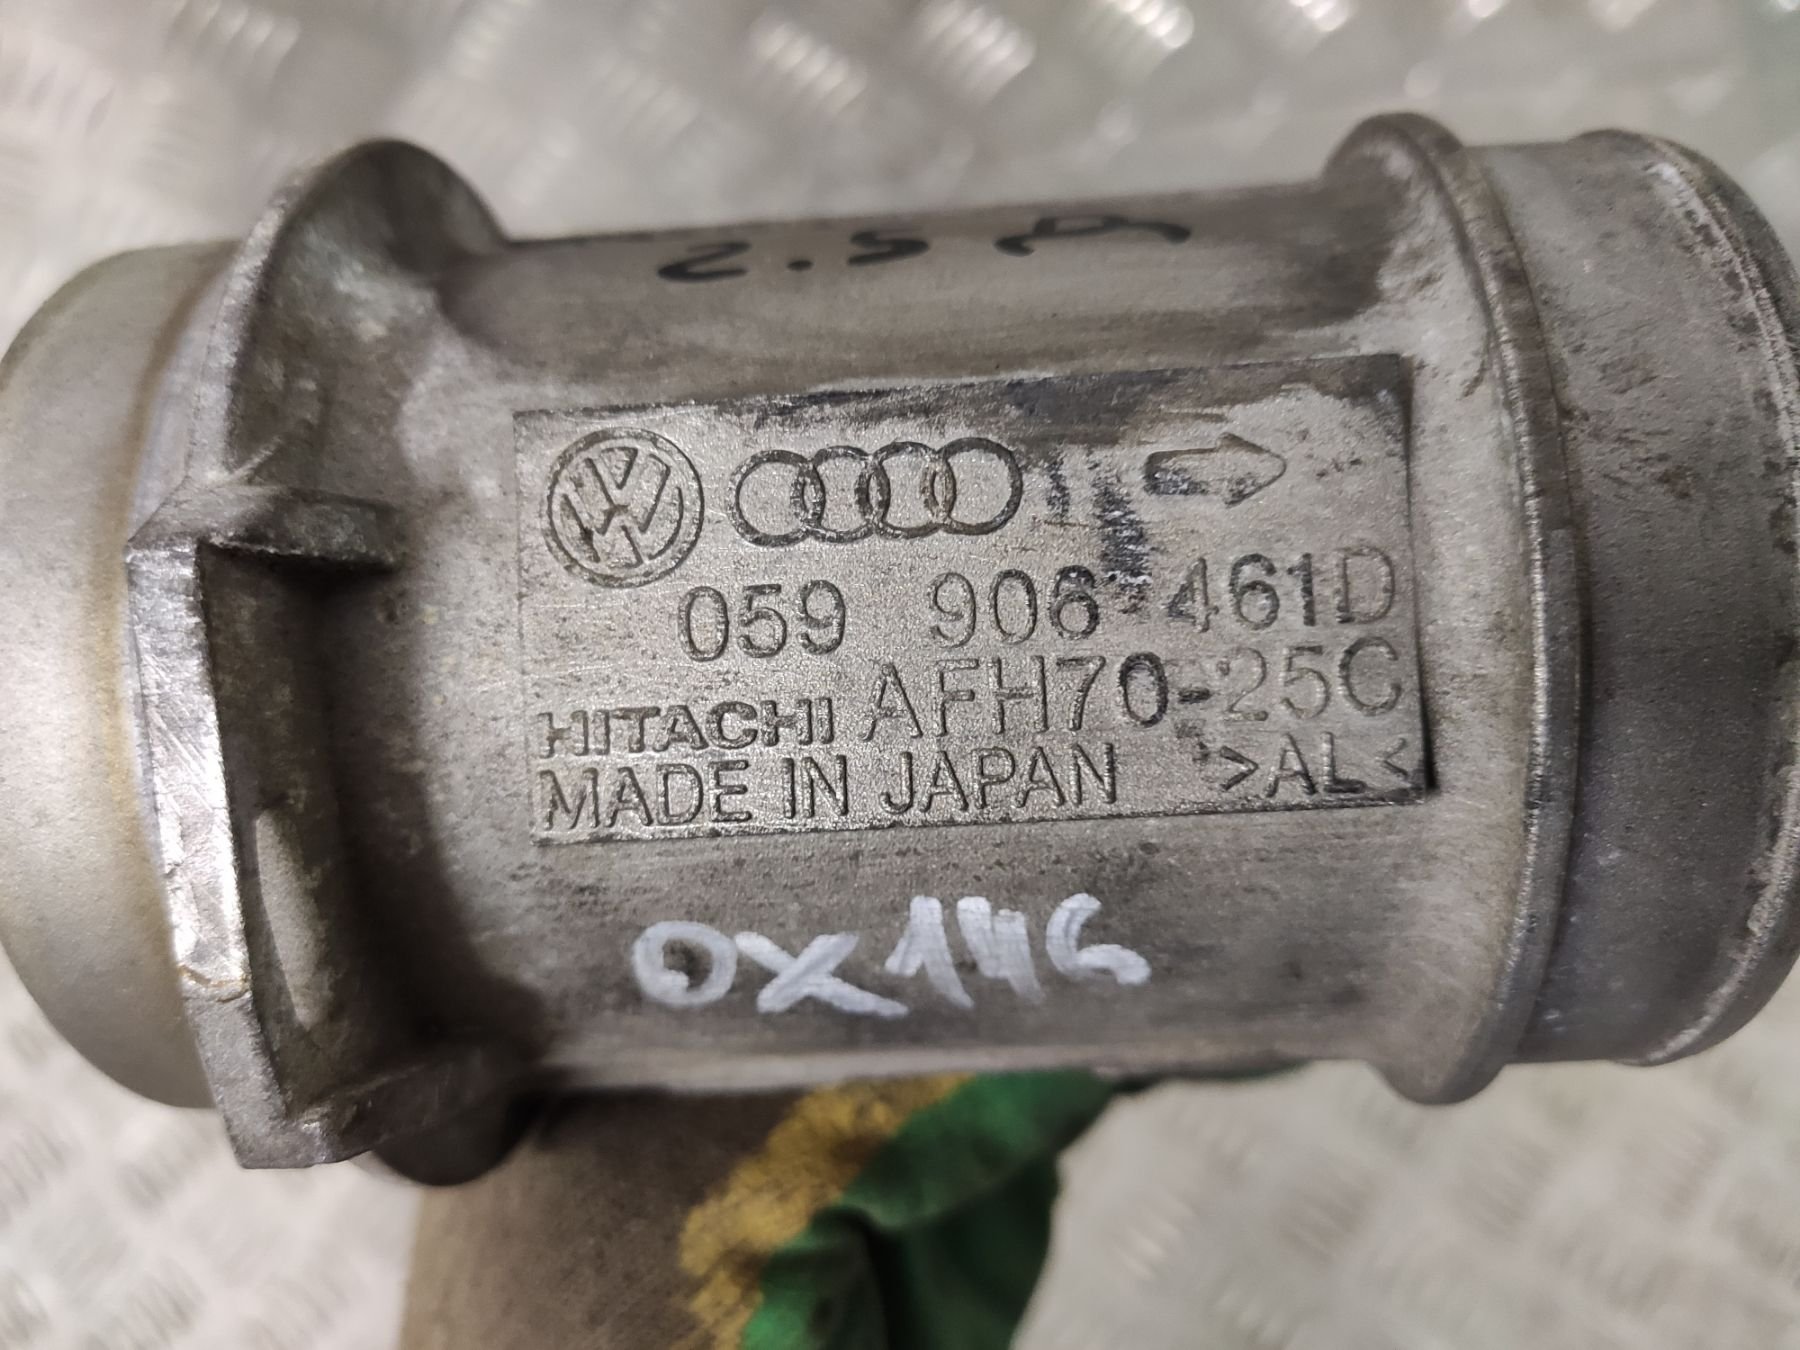 2.5
059 906 461D
HITACHI AFH70-25C
MADE IN JAPAN >AL<
OX146